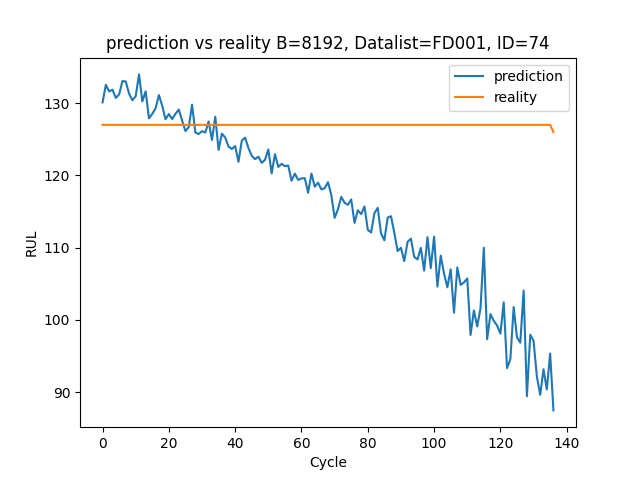 prediction vs reality B=8192, Datalist=FD001, ID=74
prediction
reality
RUL
130
120
110
100
90
0 20 40 60 80 100 120 140
Cycle